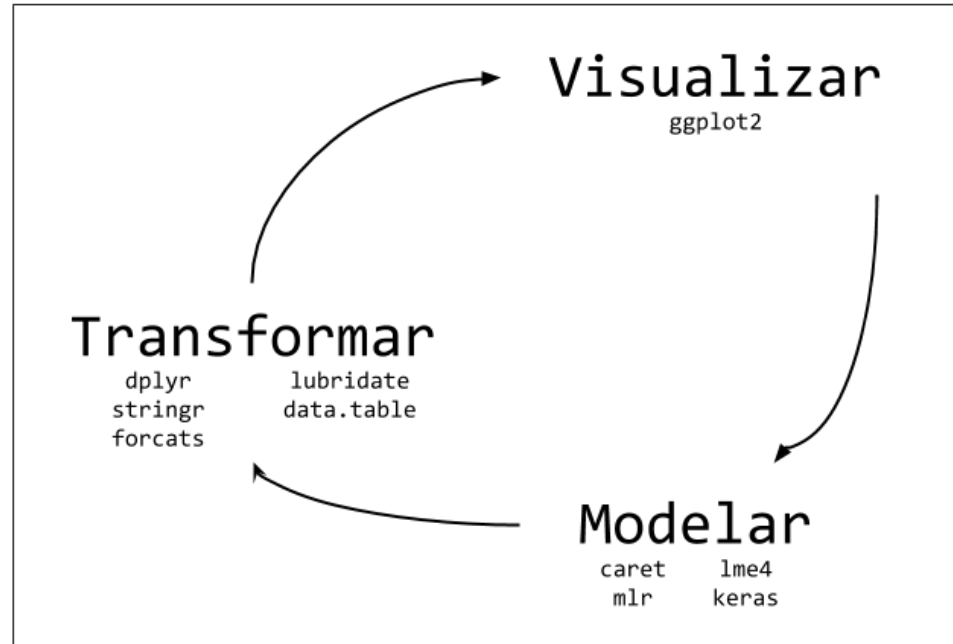 Visualizar
ggplot2
Transformar
dplyr lubridate
stringr data.table
forcats
Modelar
caret lme4
mlr keras